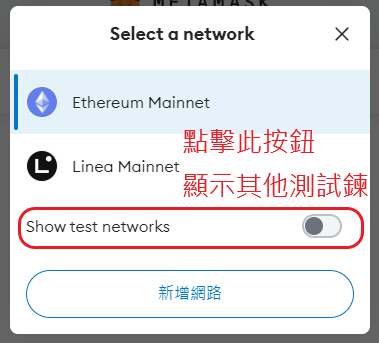 METAMASK
Select a network
Ethereum Mainnet
點擊此按鈕
Linea Mainnet
顯示其他測試鍊
Show test networks
新增網路